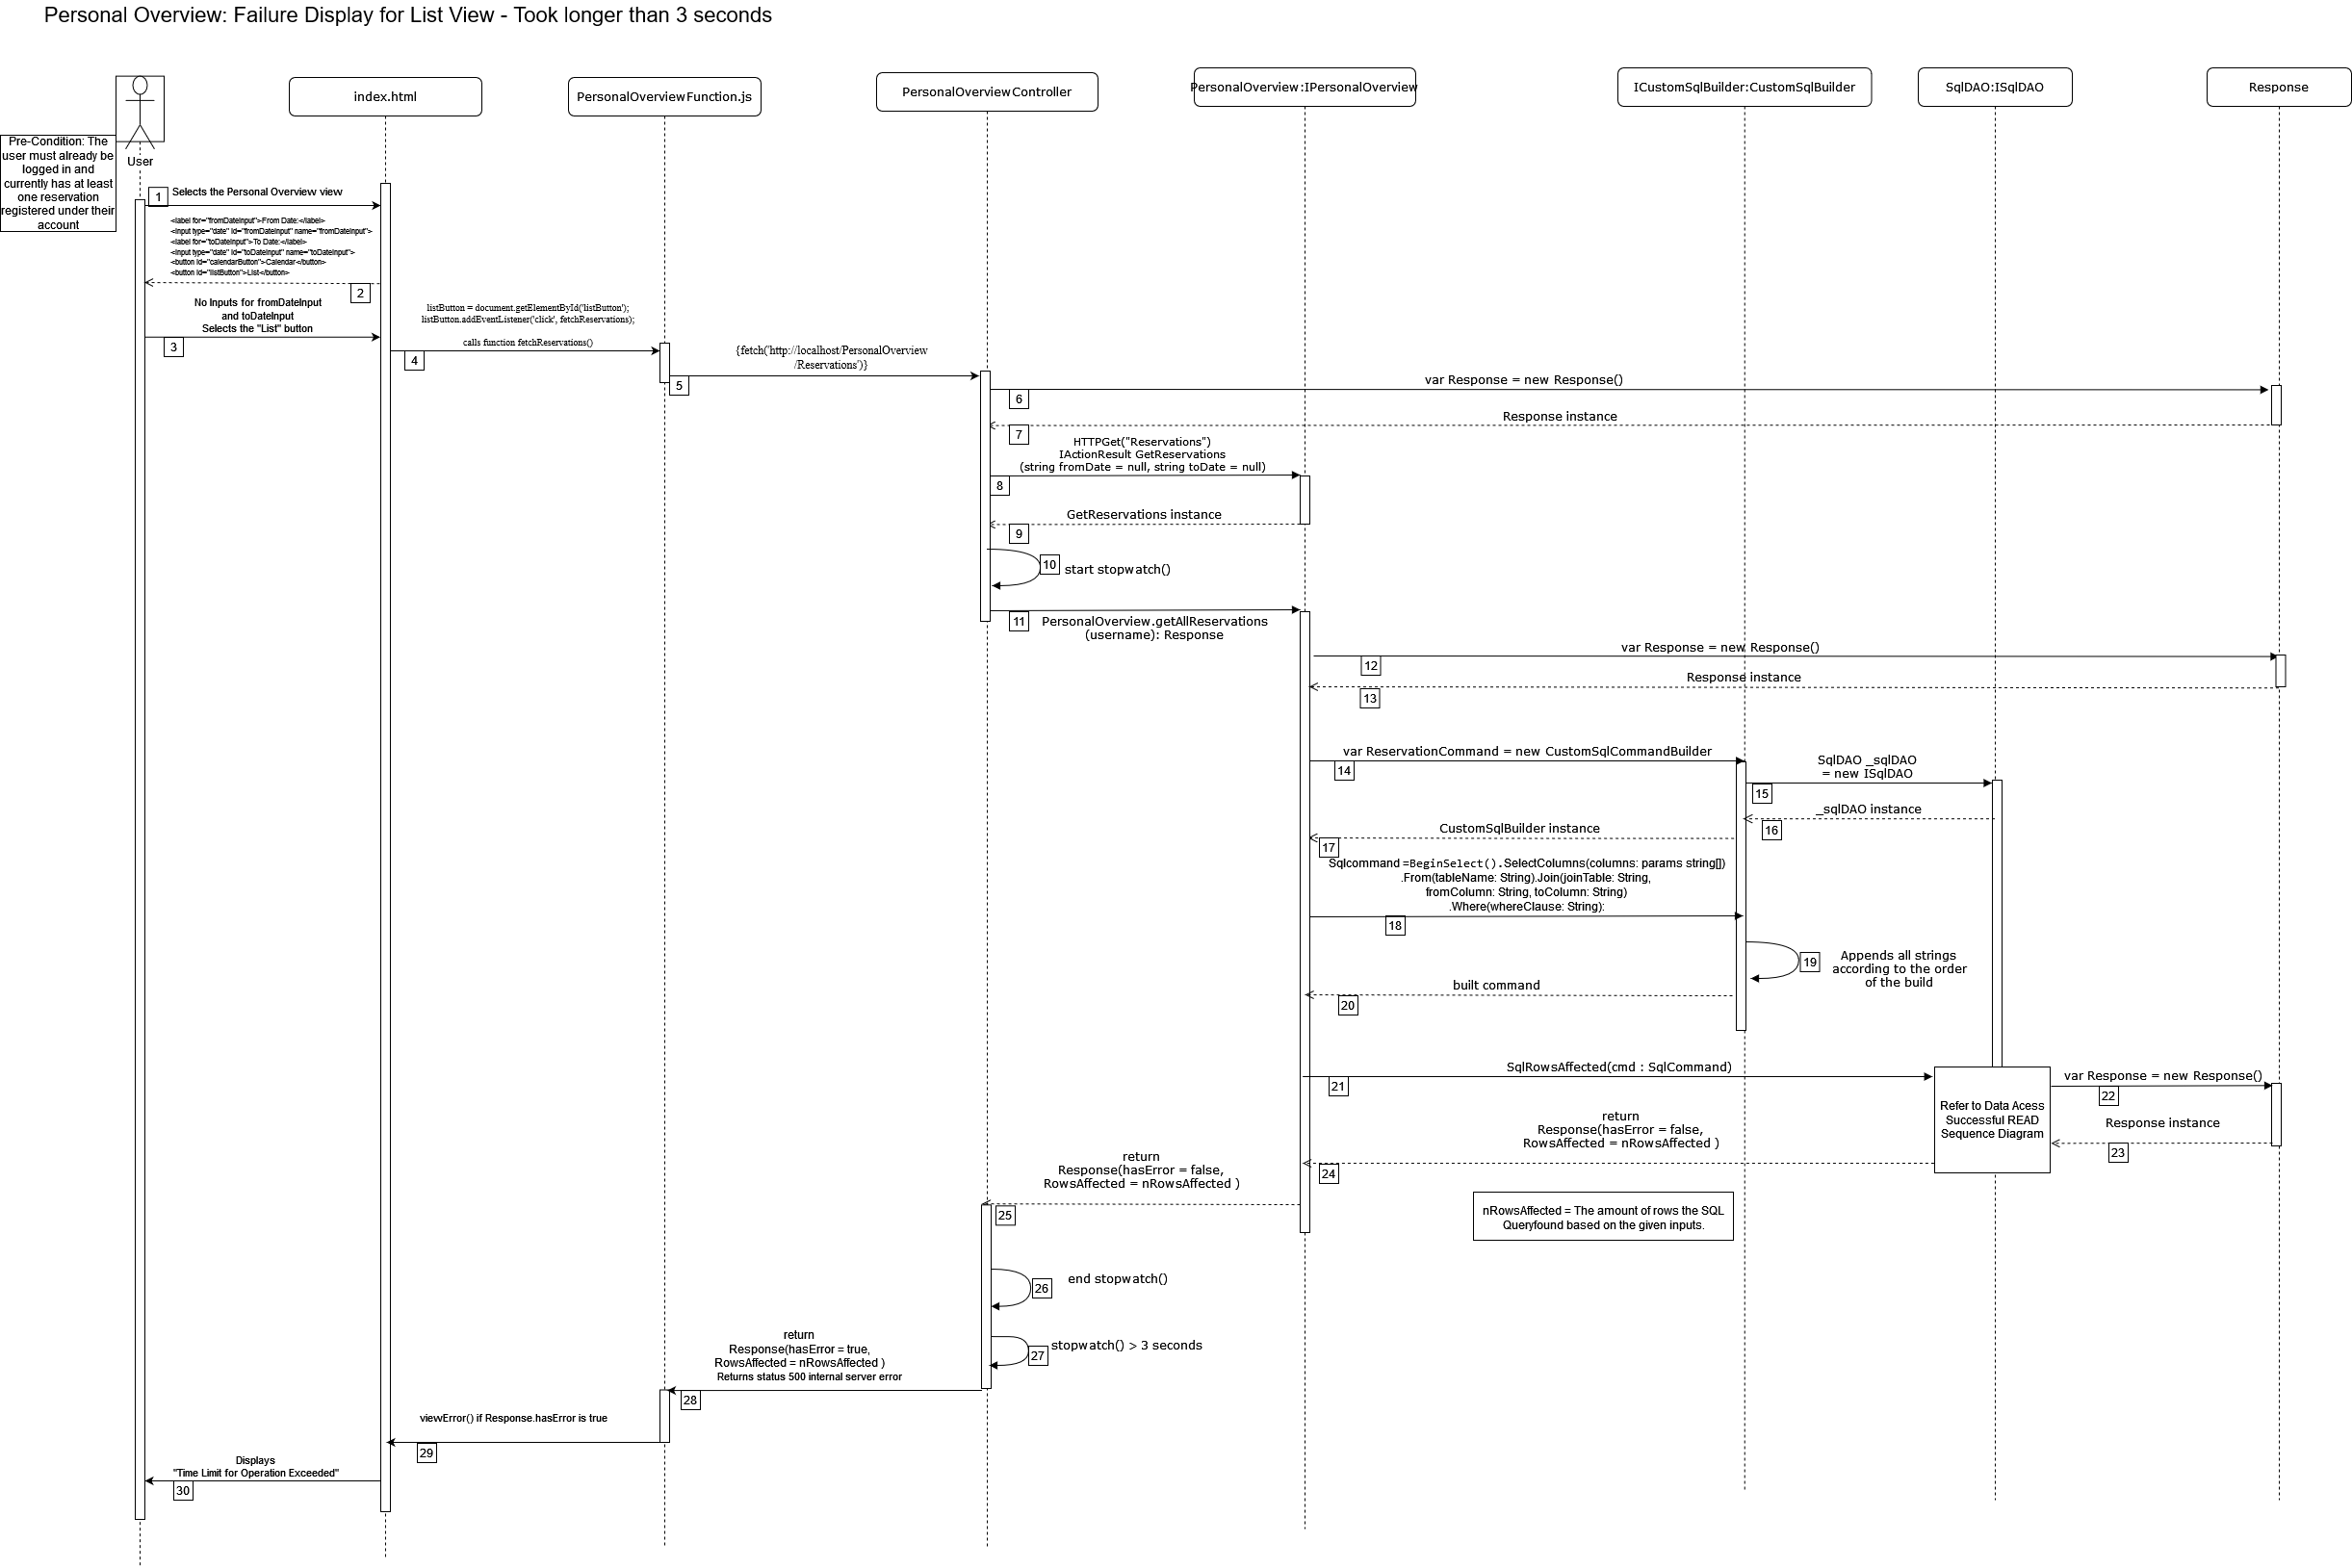 Personal Overview: Failure Display for List View - Took longer than 3 seconds
index.html
PersonalOverviewFunction.js
PersonalOverviewController
PersonalOverview:IPersonalOverview
ICustomSqlBuilder:CustomSqlBuilder
SqlDAO:ISqlDAO
Response
User
Pre-Condition: The
user must already be
logged in and
currently has at least
one reservation
registered under their
account
1
Selects the Personal Overview view
<label for="fromDateInput">From Date:</label>
<input type="date" id="fromDateInput" name="fromDateInput">
<label for="toDateInput">To Date:</label>
<input type="date" id="toDateInput" name="toDateInput">
<button id="calendarButton">Calendar</button>
<button id="listButton">List</button>
2
No Inputs for fromDateInput
and toDateInput
Selects the "List" button
3
listButton = document.getElementById('listButton');
listButton.addEventListener('click', fetchReservations);
calls function fetchReservations()
4
{fetch('http://localhost/PersonalOverview
/Reservations')}
5
var Response = new Response()
6
Response instance
7
HTTPGet("Reservations")
IActionResult GetReservations
(string fromDate = null, string toDate = null)
8
GetReservations instance
9
10
start stopwatch()
11
PersonalOverview.getAllReservations
(username): Response
var Response = new Response()
12
Response instance
13
var ReservationCommand = new CustomSqlCommandBuilder
14
SqlDAO _sqlDAO
= new ISqlDAO
15
_sqlDAO instance
16
CustomSqlBuilder instance
17
Sqlcommand =BeginSelect().SelectColumns(columns: params string[])
.From(tableName: String).Join(joinTable: String,
fromColumn: String, toColumn: String)
.Where(whereClause: String):
18
19
Appends all strings
according to the order
of the build
built command
20
SqlRowsAffected(cmd : SqlCommand)
21
Refer to Data Acess
Successful READ
Sequence Diagram
var Response = new Response()
22
Response instance
23
return
Response(hasError = false,
RowsAffected = nRowsAffected )
24
return
Response(hasError = false,
RowsAffected = nRowsAffected )
25
nRowsAffected = The amount of rows the SQL
Queryfound based on the given inputs.
26
end stopwatch()
27
stopwatch() > 3 seconds
return
Response(hasError = true,
RowsAffected = nRowsAffected )
Returns status 500 internal server error
28
viewError() if Response.hasError is true
29
Displays
"Time Limit for Operation Exceeded"
30